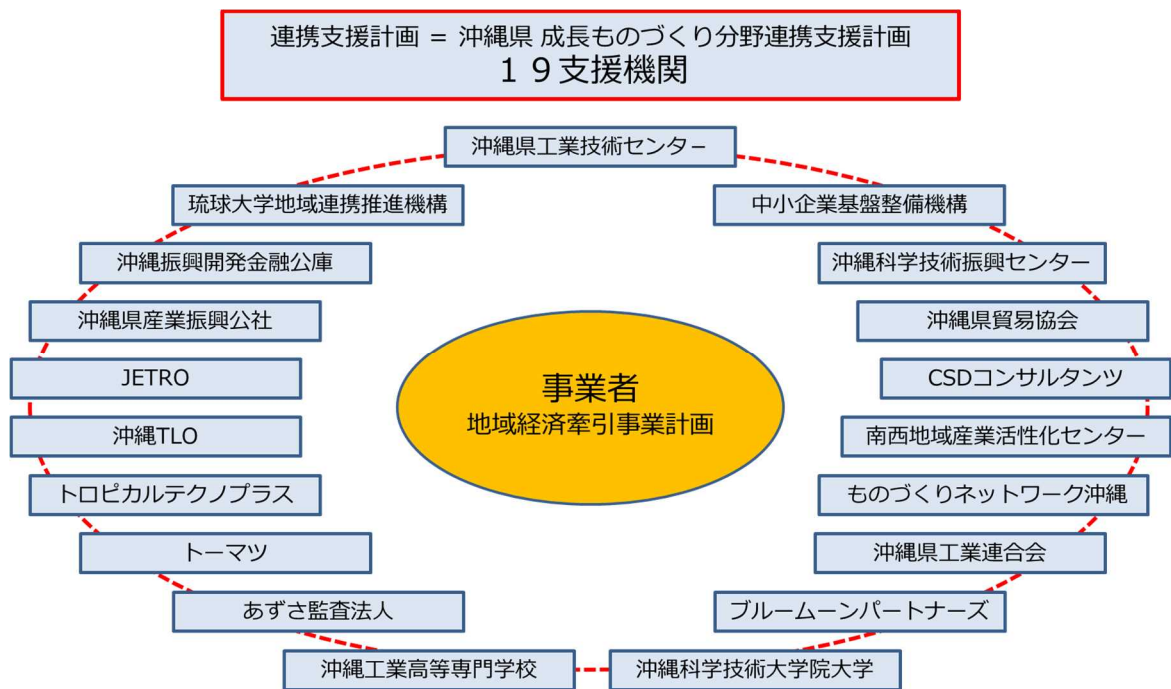 連携支援計画 = 沖縄県 成長ものづくり分野連携支援計画
１９支援機関
沖縄県工業技術センター
琉球大学地域連携推進機構
中小企業基盤整備機構
沖縄振興開発金融公庫
沖縄科学技術振興センター
沖縄県産業振興公社
沖縄県貿易協会
JETRO
CSDコンサルタンツ
事業者
地域経済牽引事業計画
沖縄TLO
南西地域産業活性化センター
トロピカルテクノプラス
ものづくりネットワーク沖縄
トーマツ
沖縄県工業連合会
あずさ監査法人
ブルームーンパートナーズ
沖縄工業高等専門学校
沖縄科学技術大学院大学